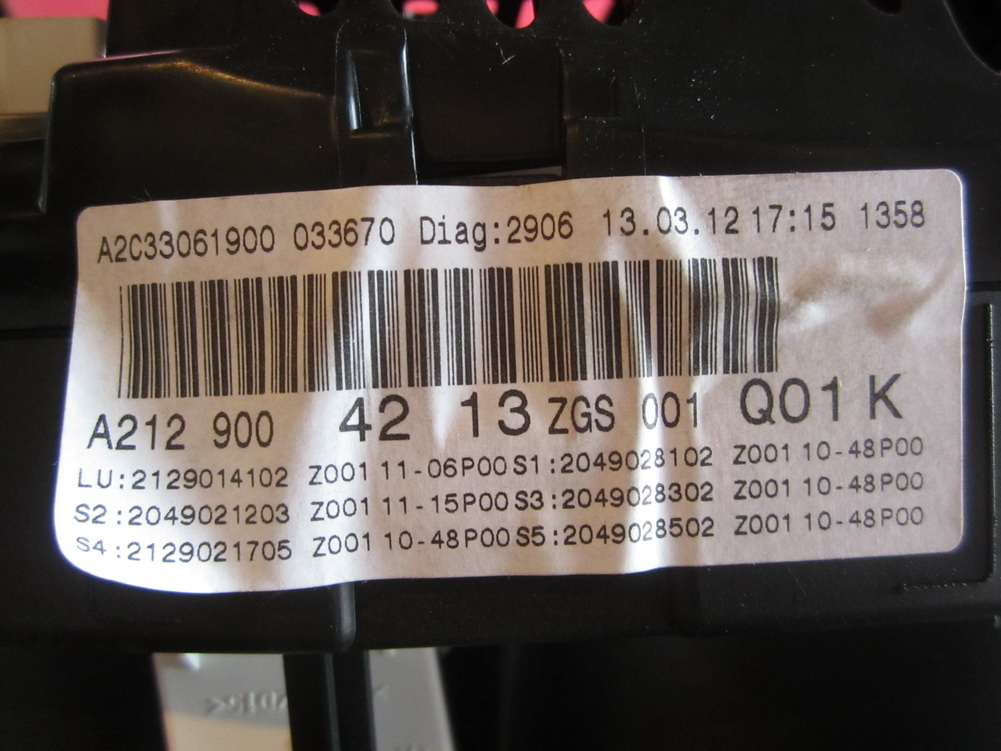 A2C33061900 033670 Diag:2906 13.03.12 17:15 1358
A212 900 42 13 ZGS 001 Q01 K
LU:2129014102 Z001 11-06P00 S1:2049028102 Z001 10-48P00
S2:2049021203 Z001 11-15P00 S3:2049028302 Z001 10-48P00
S4:2129021705 Z001 10-48P00 S5:2049028502 Z001 10-48P00